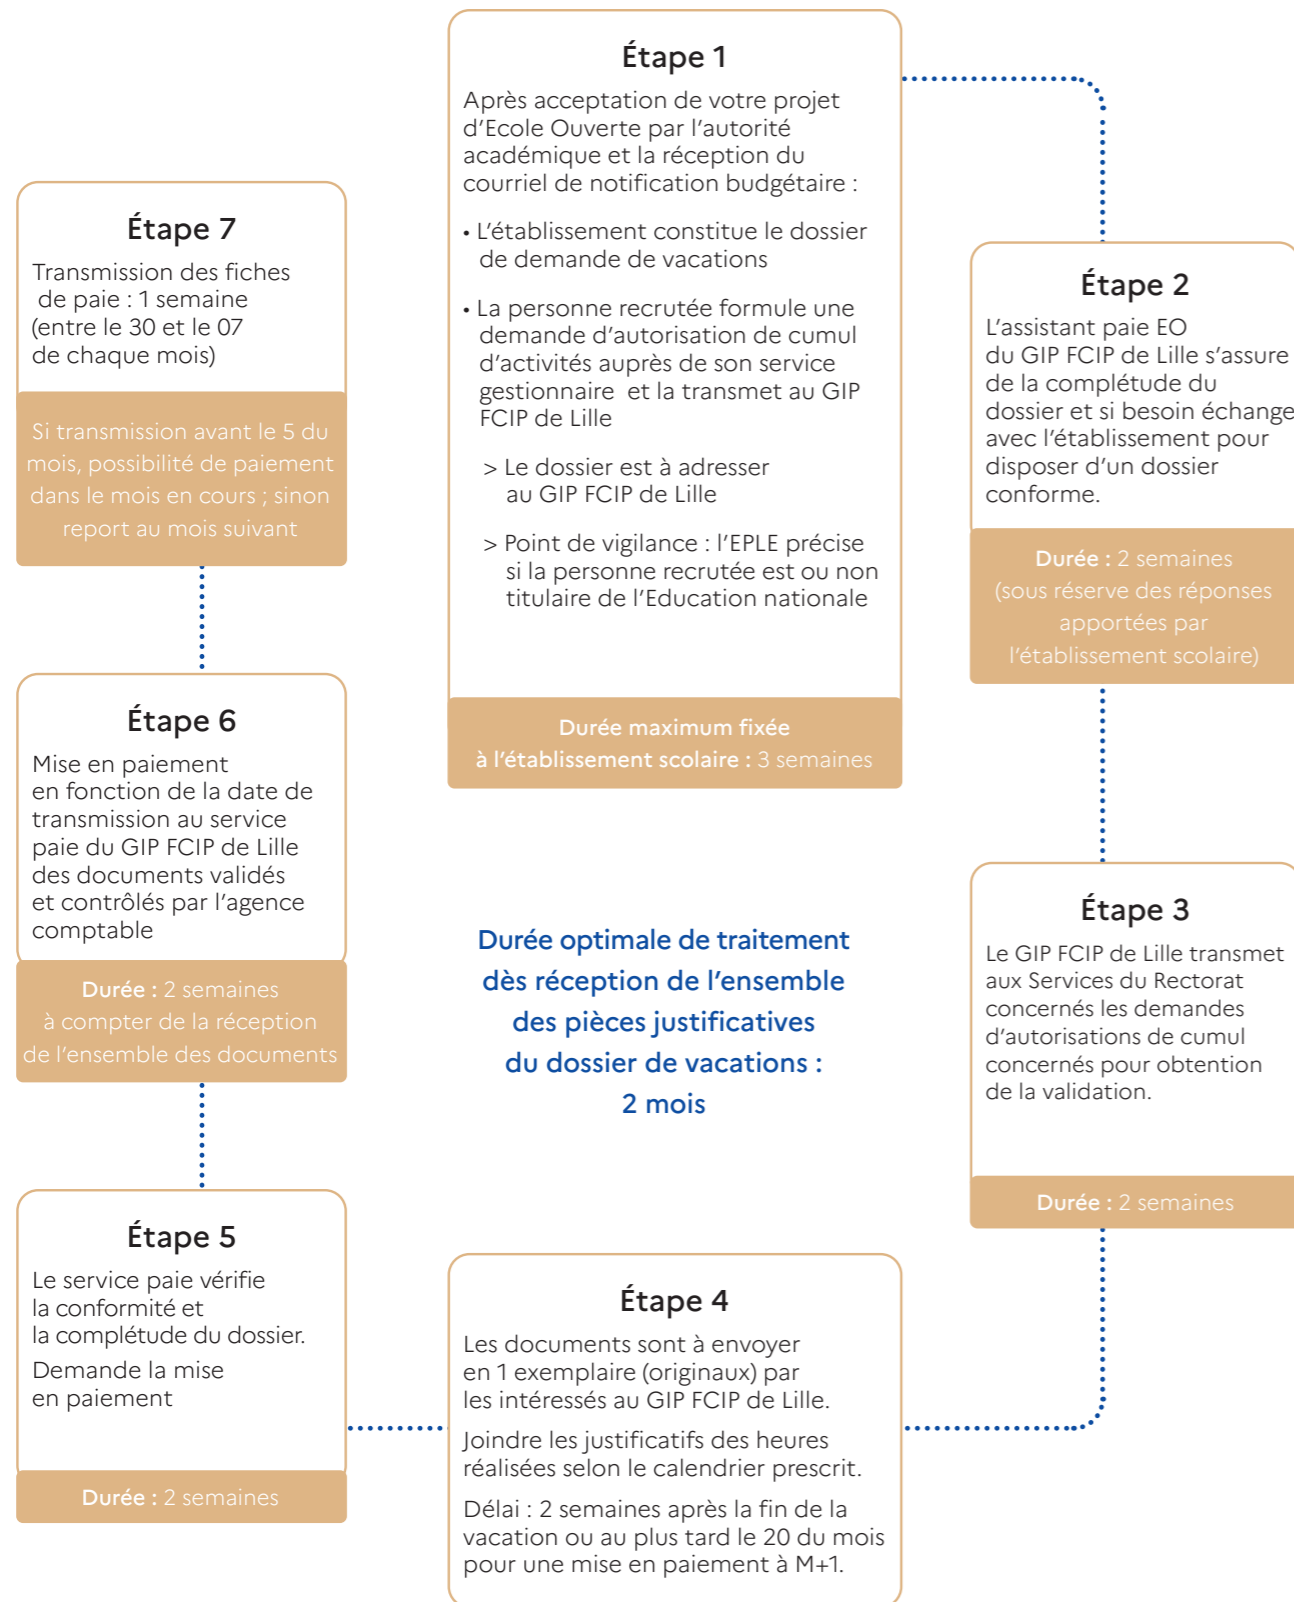 Étape 1
Après acceptation de votre projet
d'Ecole Ouverte par l'autorité
académique et la réception du
courriel de notification budgétaire :
• L'établissement constitue le dossier
de demande de vacations
• La personne recrutée formule une
demande d'autorisation de cumul
d'activités auprès de son service
gestionnaire et la transmet au GIP
FCIP de Lille
> Le dossier est à adresser
au GIP FCIP de Lille
> Point de vigilance : l'EPLE précise
si la personne recrutée est ou non
titulaire de l'Education nationale
Durée maximum fixée
à l'établissement scolaire : 3 semaines
Étape 2
L'assistant paie EO
du GIP FCIP de Lille s'assure
de la complétude du
dossier et si besoin échange
avec l'établissement pour
disposer d'un dossier
conforme.
Durée : 2 semaines
(sous réserve des réponses
apportées par
l'établissement scolaire)
Étape 3
Le GIP FCIP de Lille transmet
aux Services du Rectorat
concernés les demandes
d'autorisations de cumul
concernés pour obtention
de la validation.
Durée : 2 semaines
Étape 4
Les documents sont à envoyer
en 1 exemplaire (originaux) par
les intéressés au GIP FCIP de Lille.
Joindre les justificatifs des heures
réalisées selon le calendrier prescrit.
Délai : 2 semaines après la fin de la
vacation ou au plus tard le 20 du mois
pour une mise en paiement à M+1.
Étape 5
Le service paie vérifie
la conformité et
la complétude du dossier.
Demande la mise
en paiement
Durée : 2 semaines
Étape 6
Mise en paiement
en fonction de la date de
transmission au service
paie du GIP FCIP de Lille
des documents validés
et contrôlés par l'agence
comptable
Durée : 2 semaines
à compter de la réception
de l'ensemble des documents
Étape 7
Transmission des fiches
de paie : 1 semaine
(entre le 30 et le 07
de chaque mois)
Si transmission avant le 5 du
mois, possibilité de paiement
dans le mois en cours ; sinon
report au mois suivant
Durée optimale de traitement
dès réception de l'ensemble
des pièces justificatives
du dossier de vacations :
2 mois